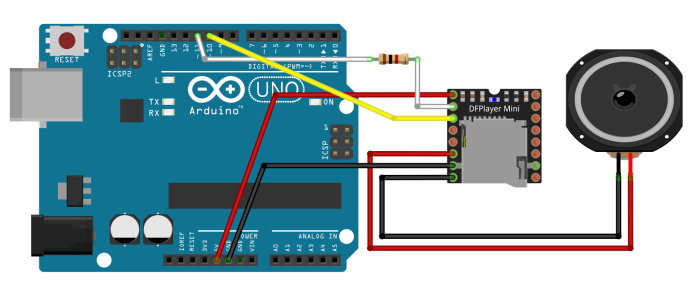 RESET
ICSP2
AREF
GND
13
12
~11
~10
~9
8
7
~6
~5
4
~3
2
TX▶1
RX◀0
DIGITAL (PWM=~)
L
TX
RX
UNO
Arduino™
ON
1
ICSP
DFPlayer Mini
IOREF
RESET
3V3
5V
GND
GND
VIN
POWER
ANALOG IN
A0
A1
A2
A3
A4
A5